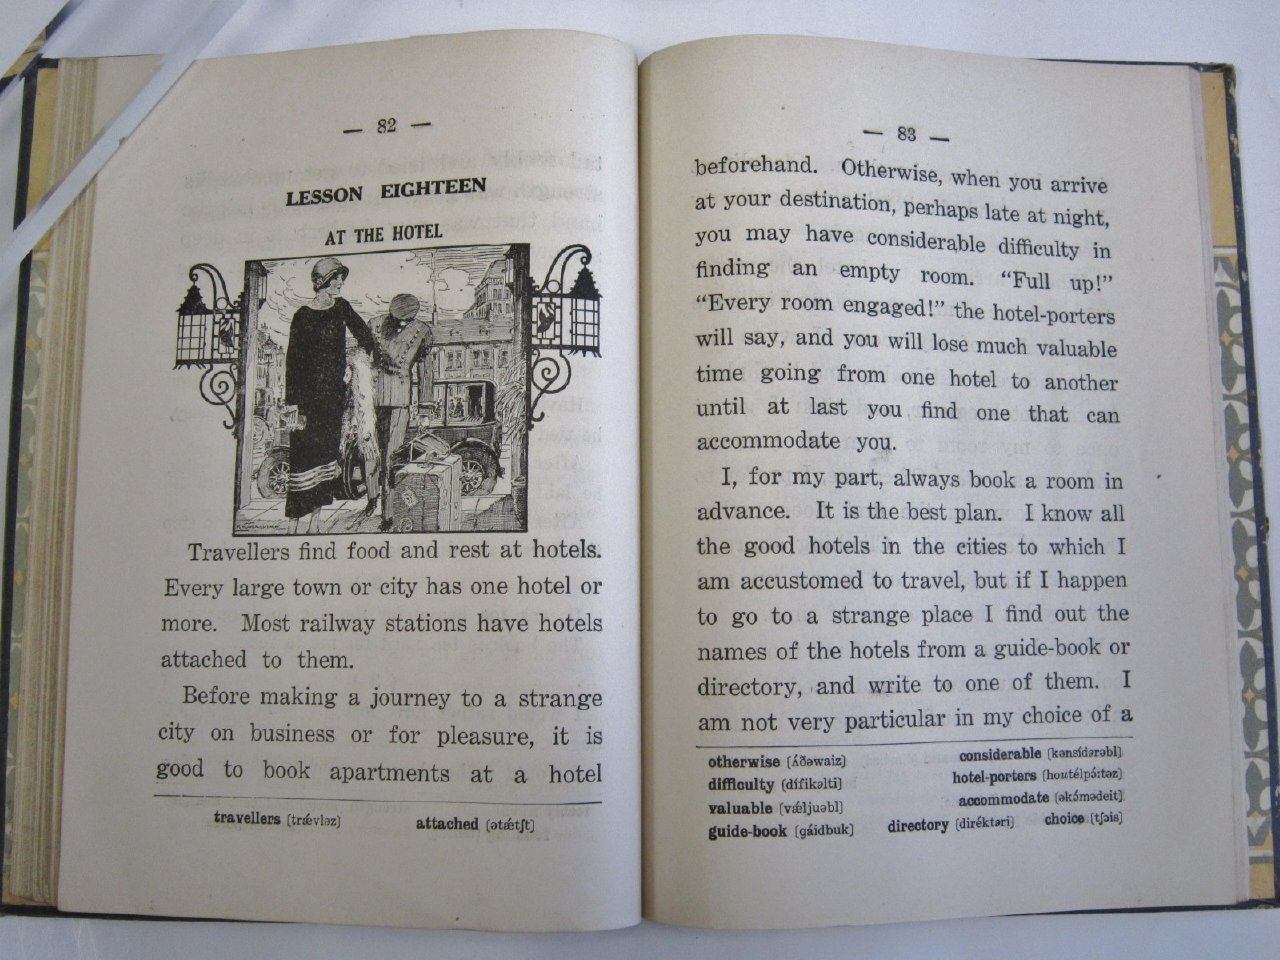 — 82 —
LESSON EIGHTEEN
AT THE HOTEL
Travellers find food and rest at hotels.
Every large town or city has one hotel or
more. Most railway stations have hotels
attached to them.
Before making a journey to a strange
city on business or for pleasure, it is
good to book apartments at a hotel
travellers (trǽvləz) attached (ətǽtʃt)
— 83 —
beforehand. Otherwise, when you arrive
at your destination, perhaps late at night,
you may have considerable difficulty in
finding an empty room. “Full up!”
“Every room engaged!” the hotel-porters
will say, and you will lose much valuable
time going from one hotel to another
until at last you find one that can
accommodate you.
I, for my part, always book a room in
advance. It is the best plan. I know all
the good hotels in the cities to which I
am accustomed to travel, but if I happen
to go to a strange place I find out the
names of the hotels from a guide-book or
directory, and write to one of them. I
am not very particular in my choice of a
otherwise (ʌ́ðəwaiz) considerable (kənsídərəbl)
difficulty (dífikəlti) hotel-porters (houtélpɔ́ːtəz)
valuable (vǽljuəbl) accommodate (əkɔ́mədeit)
guide-book (gáidbuk) directory (diréktəri) choice (tʃɔis)